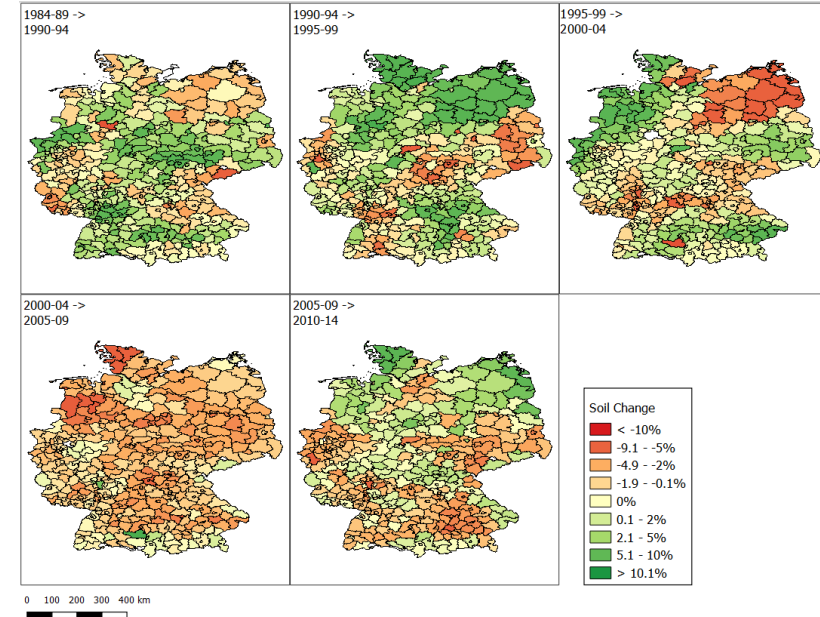 1984-89 ->
1990-94
1990-94 ->
1995-99
1995-99 ->
2000-04
2000-04 ->
2005-09
2005-09 ->
2010-14
Soil Change
< -10%
-9.1 - -5%
-4.9 - -2%
-1.9 - -0.1%
0%
0.1 - 2%
2.1 - 5%
5.1 - 10%
> 10.1%
0 100 200 300 400 km